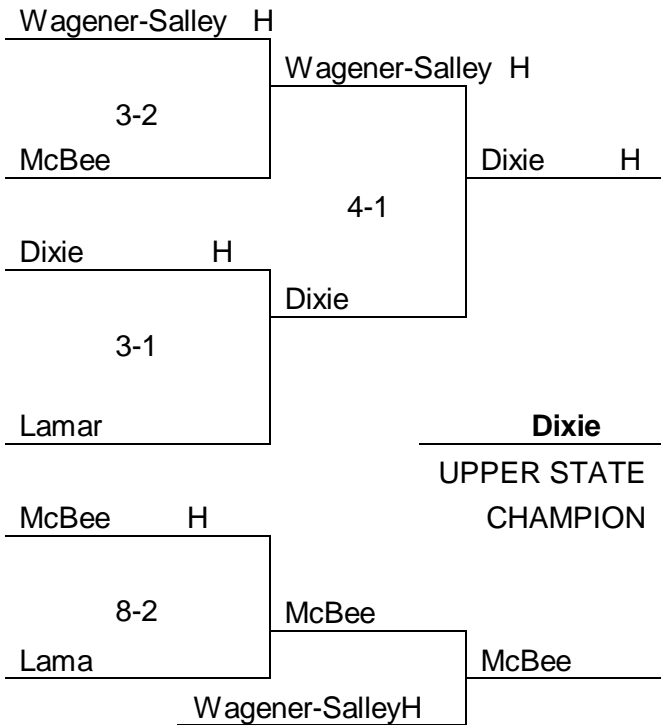 Wagener-Salley H
Wagener-Salley H
3-2
McBee
Dixie H
4-1
Dixie H
Dixie
3-1
Lamar
Dixie
UPPER STATE
CHAMPION
McBee H
8-2
McBee
Lama
McBee
Wagener-SalleyH